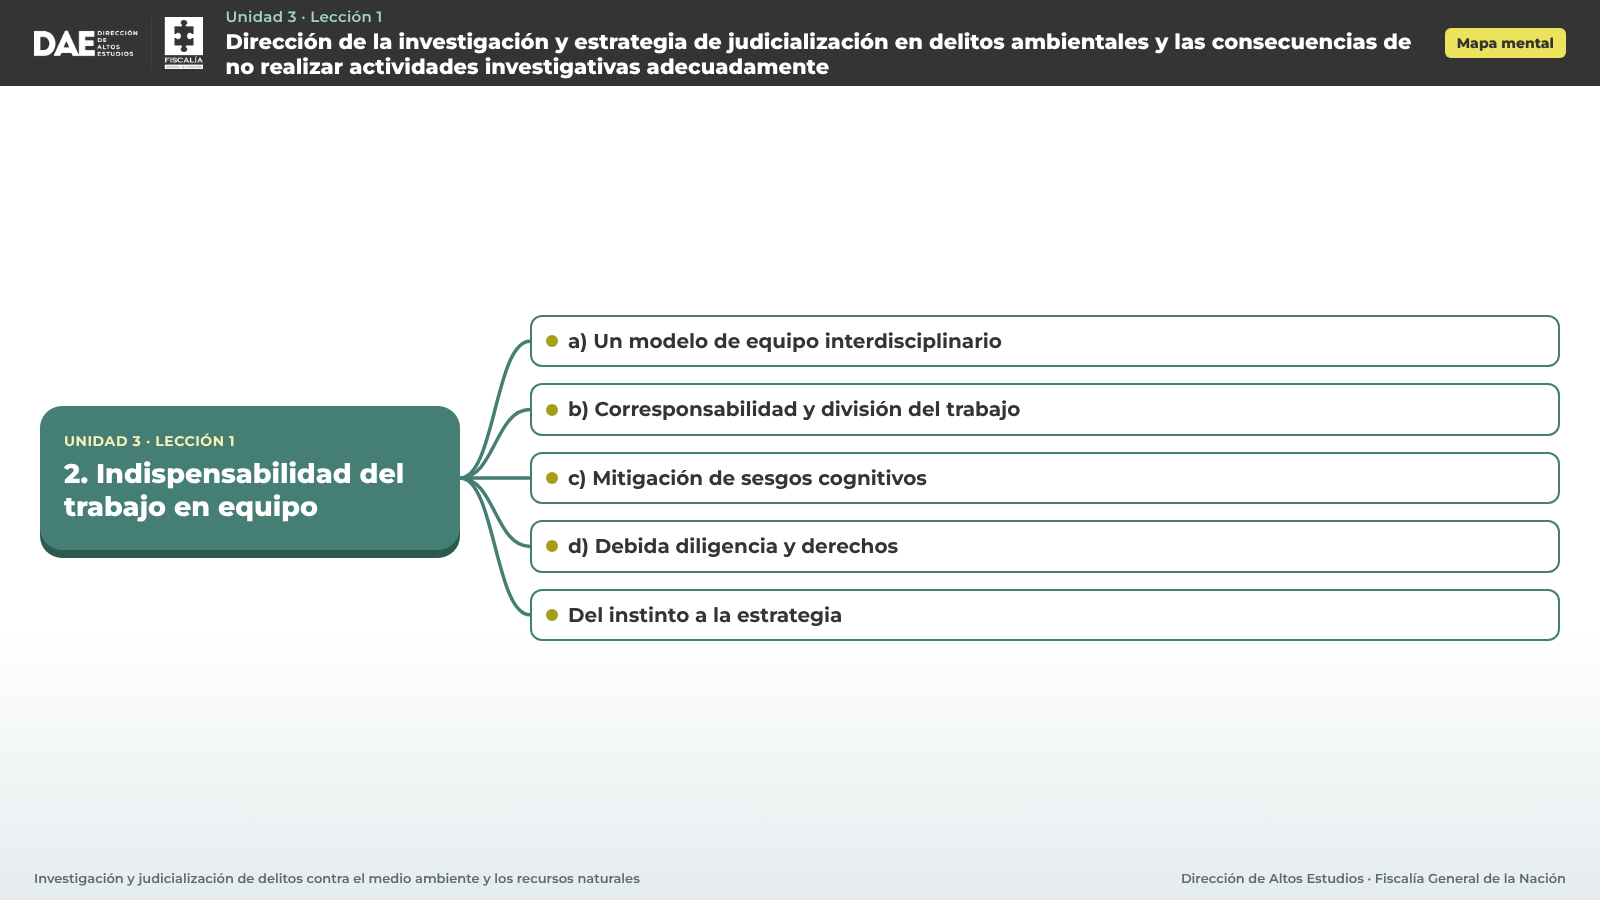 DAE DIRECCIÓN
DE
ALTOS
ESTUDIOS
FISCALÍA
Unidad 3 · Lección 1
Dirección de la investigación y estrategia de judicialización en delitos ambientales y las consecuencias de
no realizar actividades investigativas adecuadamente
Mapa mental
UNIDAD 3 · LECCIÓN 1
2. Indispensabilidad del
trabajo en equipo
a) Un modelo de equipo interdisciplinario
b) Corresponsabilidad y división del trabajo
c) Mitigación de sesgos cognitivos
d) Debida diligencia y derechos
Del instinto a la estrategia
Investigación y judicialización de delitos contra el medio ambiente y los recursos naturales
Dirección de Altos Estudios · Fiscalía General de la Nación